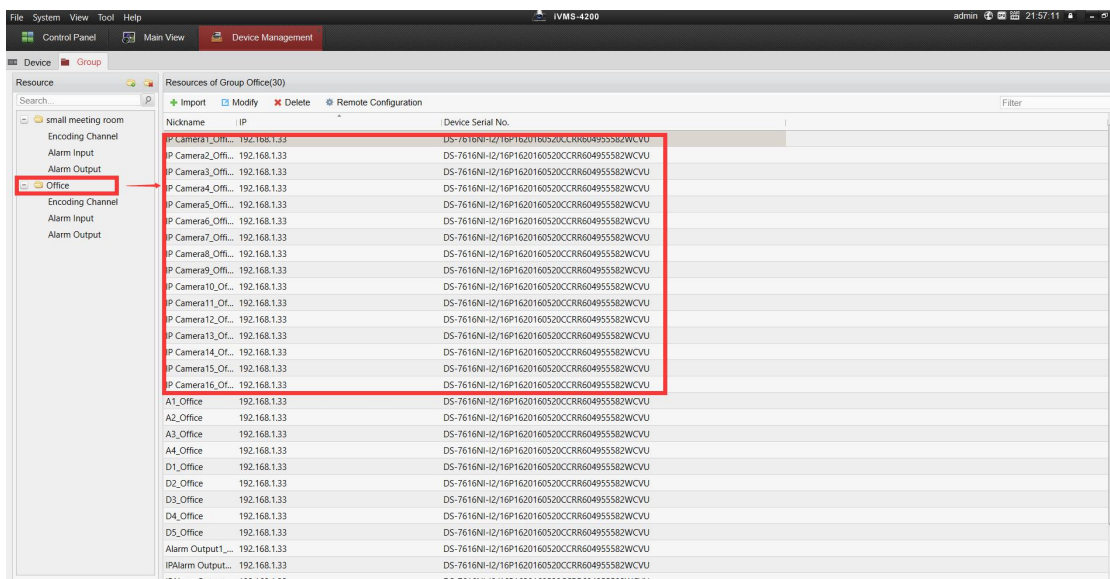 File System View Tool Help iVMS-4200 admin 21:57:11
Control Panel Main View Device Management
Device Group
Resource Resources of Group Office(30)
Search... Import Modify Delete Remote Configuration Filter
small meeting room Nickname IP Device Serial No.
Encoding Channel IP Camera1_Offi... 192.168.1.33 DS-7616NI-I2/16P1620160520CCRR604955582WCVU
Alarm Input IP Camera2_Offi... 192.168.1.33 DS-7616NI-I2/16P1620160520CCRR604955582WCVU
Alarm Output IP Camera3_Offi... 192.168.1.33 DS-7616NI-I2/16P1620160520CCRR604955582WCVU
Office IP Camera4_Offi... 192.168.1.33 DS-7616NI-I2/16P1620160520CCRR604955582WCVU
Encoding Channel IP Camera5_Offi... 192.168.1.33 DS-7616NI-I2/16P1620160520CCRR604955582WCVU
Alarm Input IP Camera6_Offi... 192.168.1.33 DS-7616NI-I2/16P1620160520CCRR604955582WCVU
Alarm Output IP Camera7_Offi... 192.168.1.33 DS-7616NI-I2/16P1620160520CCRR604955582WCVU
IP Camera8_Offi... 192.168.1.33 DS-7616NI-I2/16P1620160520CCRR604955582WCVU
IP Camera9_Offi... 192.168.1.33 DS-7616NI-I2/16P1620160520CCRR604955582WCVU
IP Camera10_Of... 192.168.1.33 DS-7616NI-I2/16P1620160520CCRR604955582WCVU
IP Camera11_Of... 192.168.1.33 DS-7616NI-I2/16P1620160520CCRR604955582WCVU
IP Camera12_Of... 192.168.1.33 DS-7616NI-I2/16P1620160520CCRR604955582WCVU
IP Camera13_Of... 192.168.1.33 DS-7616NI-I2/16P1620160520CCRR604955582WCVU
IP Camera14_Of... 192.168.1.33 DS-7616NI-I2/16P1620160520CCRR604955582WCVU
IP Camera15_Of... 192.168.1.33 DS-7616NI-I2/16P1620160520CCRR604955582WCVU
IP Camera16_Of... 192.168.1.33 DS-7616NI-I2/16P1620160520CCRR604955582WCVU
A1_Office 192.168.1.33 DS-7616NI-I2/16P1620160520CCRR604955582WCVU
A2_Office 192.168.1.33 DS-7616NI-I2/16P1620160520CCRR604955582WCVU
A3_Office 192.168.1.33 DS-7616NI-I2/16P1620160520CCRR604955582WCVU
A4_Office 192.168.1.33 DS-7616NI-I2/16P1620160520CCRR604955582WCVU
D1_Office 192.168.1.33 DS-7616NI-I2/16P1620160520CCRR604955582WCVU
D2_Office 192.168.1.33 DS-7616NI-I2/16P1620160520CCRR604955582WCVU
D3_Office 192.168.1.33 DS-7616NI-I2/16P1620160520CCRR604955582WCVU
D4_Office 192.168.1.33 DS-7616NI-I2/16P1620160520CCRR604955582WCVU
D5_Office 192.168.1.33 DS-7616NI-I2/16P1620160520CCRR604955582WCVU
Alarm Output1_... 192.168.1.33 DS-7616NI-I2/16P1620160520CCRR604955582WCVU
IPAlarm Output... 192.168.1.33 DS-7616NI-I2/16P1620160520CCRR604955582WCVU